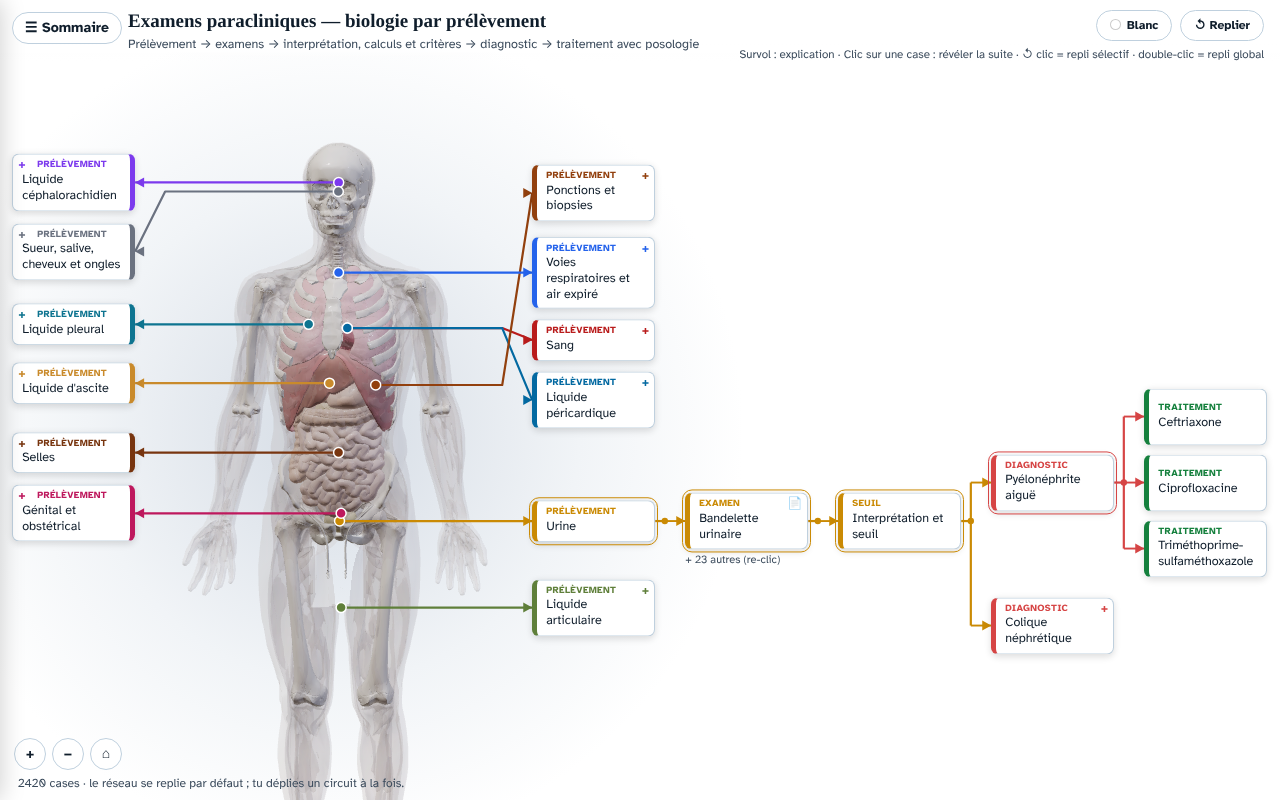 ☰ Sommaire
Examens paracliniques — biologie par prélèvement
Prélèvement → examens → interprétation, calculs et critères → diagnostic → traitement avec posologie
Blanc
↺ Replier
Survol : explication · Clic sur une case : révéler la suite · ↺ clic = repli sélectif · double-clic = repli global
+ PRÉLÈVEMENT
Liquide
céphalorachidien
+ PRÉLÈVEMENT
Sueur, salive,
cheveux et ongles
+ PRÉLÈVEMENT
Liquide pleural
+ PRÉLÈVEMENT
Liquide d'ascite
+ PRÉLÈVEMENT
Selles
+ PRÉLÈVEMENT
Génital et
obstétrical
PRÉLÈVEMENT +
Ponctions et
biopsies
PRÉLÈVEMENT +
Voies
respiratoires et
air expiré
PRÉLÈVEMENT +
Sang
PRÉLÈVEMENT +
Liquide
péricardique
PRÉLÈVEMENT
Urine
PRÉLÈVEMENT +
Liquide
articulaire
EXAMEN
Bandelette
urinaire
+ 23 autres (re-clic)
SEUIL
Interprétation et
seuil
DIAGNOSTIC
Pyélonéphrite
aiguë
DIAGNOSTIC +
Colique
néphrétique
TRAITEMENT
Ceftriaxone
TRAITEMENT
Ciprofloxacine
TRAITEMENT
Triméthoprime-
sulfaméthoxazole
+ − ⌂
2420 cases · le réseau se replie par défaut ; tu déplies un circuit à la fois.